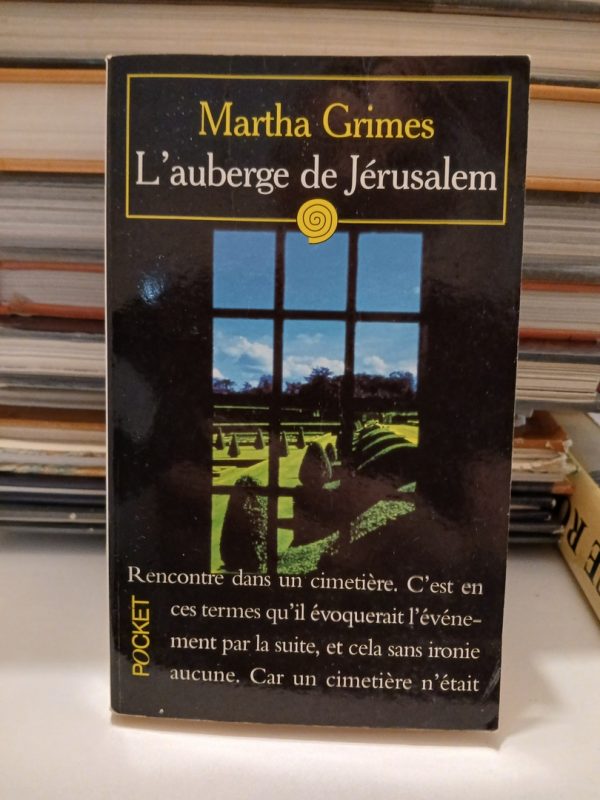 Martha Grimes
L'auberge de Jérusalem
Rencontre dans un cimetière. C'est en
ces termes qu'il évoquerait l'événe-
ment par la suite, et cela sans ironie
aucune. Car un cimetière n'était
POCKET